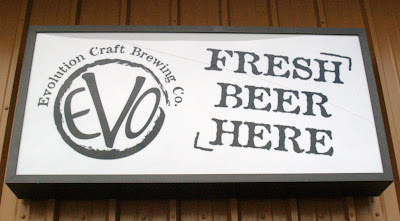 Evolution Craft Brewing Co.
EVO
FRESH
BEER
HERE